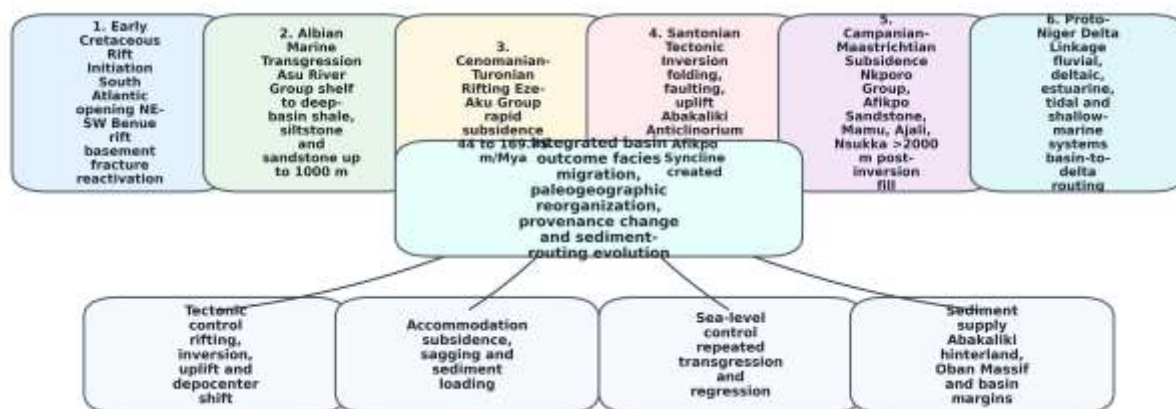 1. Early
Cretaceous
Rift
Initiation
South
Atlantic
opening NE-
SW Benue
rift
basement
fracture
reactivation
2. Albian
Marine
Transgression
Asu River
Group shelf
to deep-
basin shale,
siltstone
and
sandstone up
to 1000 m
3.
Cenomanian-
Turonian
Rifting Eze-
Aku Group
rapid
subsidence
44 to
m/Mya
4. Santonian
Tectonic
Inversion
folding,
faulting,
uplift
Abakaliki
Anticlinorium
Afikpo
Syncline
created
5.
Campanian-
Maastrichtian
Subsidence
Nkporo
Group,
Afikpo
Sandstone,
Mamu, Ajali,
Nsukka >2000
m post-
inversion
fill
6. Proto-
Niger Delta
Linkage
fluvial,
deltaic,
estuarine,
tidal and
shallow-
marine
systems
basin-to-
delta
routing
Integrated basin
outcome facies
migration,
paleogeographic
reorganization,
provenance change
and sediment-
routing evolution
Tectonic
control
rifting,
inversion,
uplift and
depocenter
shift
Accommodation
subsidence,
sagging and
sediment
loading
Sea-level
control
repeated
transgression
and
regression
Sediment
supply
Abakaliki
hinterland,
Oban Massif
and basin
margins